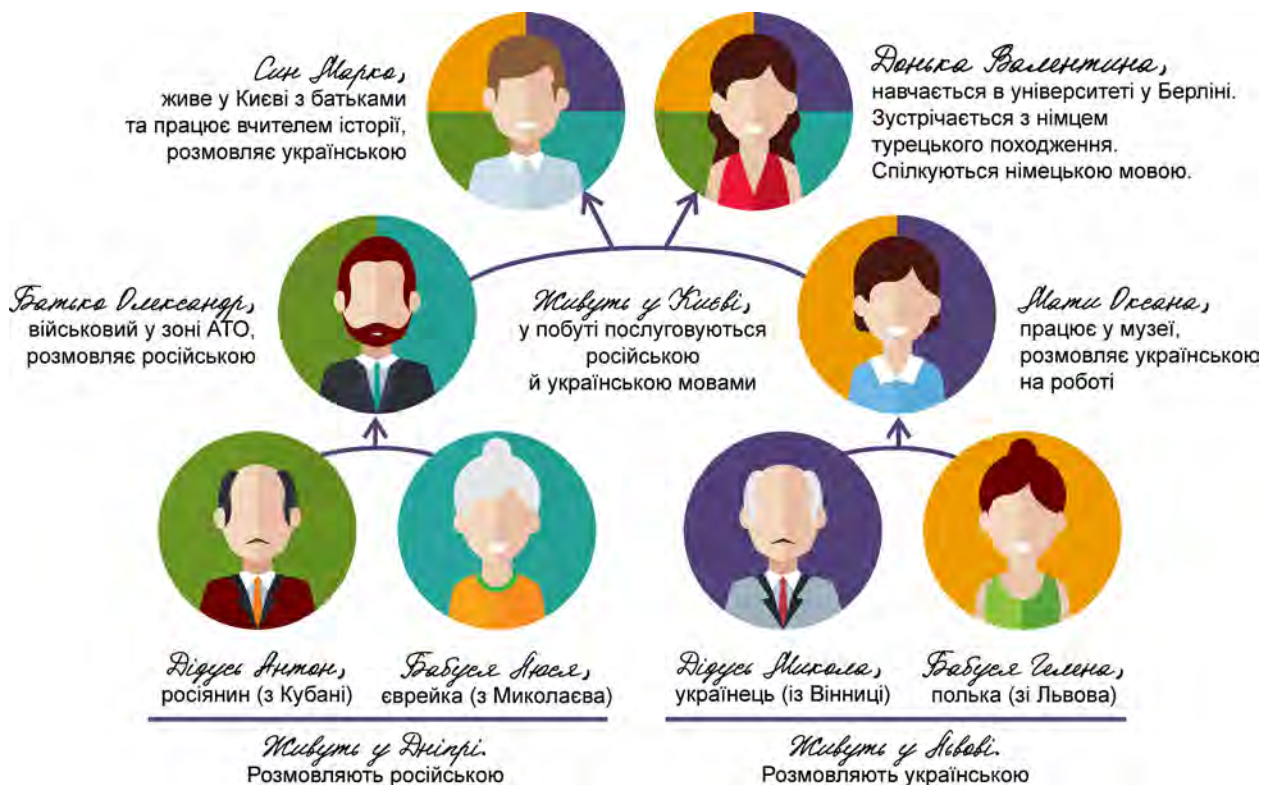 Син Марко,
живе у Києві з батьками
та працює вчителем історії,
розмовляє українською
Донька Валентина,
навчається в університеті у Берліні.
Зустрічається з німцем
турецького походження.
Спілкуються німецькою мовою.
Батько Олександр,
військовий у зоні АТО,
розмовляє російською
Живуть у Києві,
у побуті послуговуються
російською
й українською мовами
Мати Оксана,
працює у музеї,
розмовляє українською
на роботі
Дідусь Антон,
росіянин (з Кубані)
Бабуся Люся,
єврейка (з Миколаєва)
Живуть у Дніпрі.
Розмовляють російською
Дідусь Микола,
українець (із Вінниці)
Бабуся Гелена,
полька (зі Львова)
Живуть у Львові.
Розмовляють українською